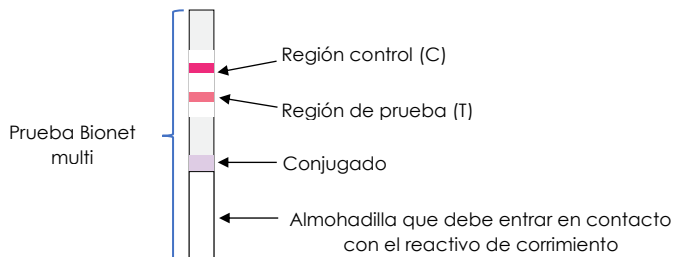 Región control (C)
Región de prueba (T)
Prueba Bionet
multi
Conjugado
Almohadilla que debe entrar en contacto
con el reactivo de corrimiento